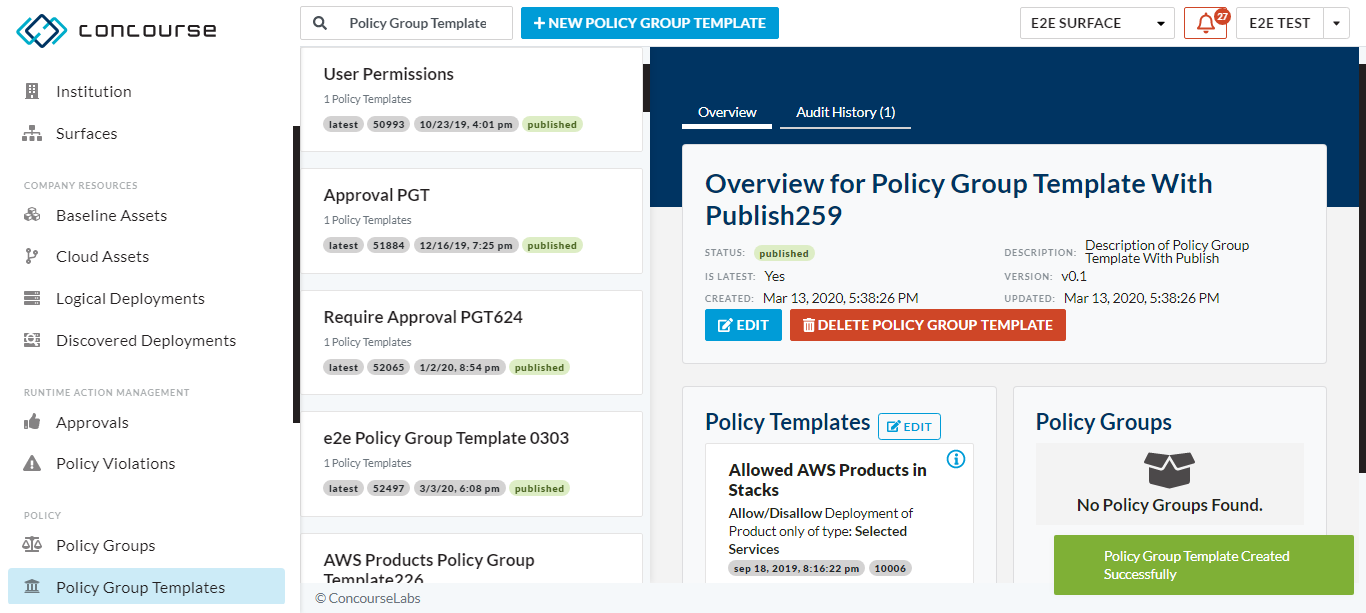 concourse
Policy Group Template
+ NEW POLICY GROUP TEMPLATE
E2E SURFACE
27
E2E TEST
Institution
Surfaces
COMPANY RESOURCES
Baseline Assets
Cloud Assets
Logical Deployments
Discovered Deployments
RUNTIME ACTION MANAGEMENT
Approvals
Policy Violations
POLICY
Policy Groups
Policy Group Templates
User Permissions
1 Policy Templates
latest 50993 10/23/19, 4:01 pm published
Approval PGT
1 Policy Templates
latest 51884 12/16/19, 7:25 pm published
Require Approval PGT624
1 Policy Templates
latest 52065 1/2/20, 8:54 pm published
e2e Policy Group Template 0303
1 Policy Templates
latest 52497 3/3/20, 6:08 pm published
AWS Products Policy Group
Template226
© ConcourseLabs
Overview
Audit History (1)
Overview for Policy Group Template With
Publish259
STATUS: published
DESCRIPTION: Description of Policy Group
Template With Publish
IS LATEST: Yes
VERSION: v0.1
CREATED: Mar 13, 2020, 5:38:26 PM
UPDATED: Mar 13, 2020, 5:38:26 PM
EDIT
DELETE POLICY GROUP TEMPLATE
Policy Templates
EDIT
Allowed AWS Products in
Stacks
Allow/Disallow Deployment of
Product only of type: Selected
Services
sep 18, 2019, 8:16:22 pm 10006
Policy Groups
No Policy Groups Found.
Policy Group Template Created
Successfully